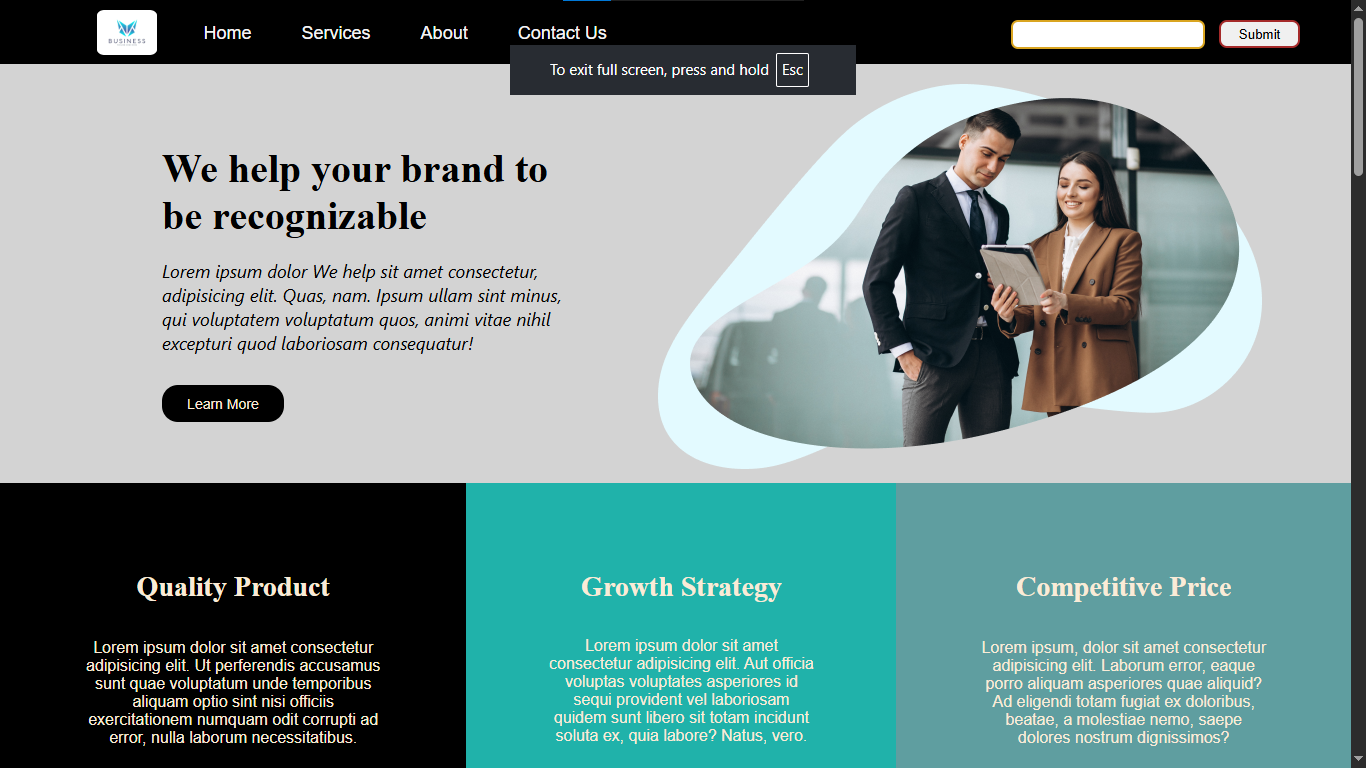 BUSINESS
Home
Services
About
Contact Us
Submit
To exit full screen, press and hold Esc
We help your brand to
be recognizable
Lorem ipsum dolor We help sit amet consectetur,
adipisicing elit. Quas, nam. Ipsum ullam sint minus,
qui voluptatem voluptatum quos, animi vitae nihil
excepturi quod laboriosam consequatur!
Learn More
Quality Product
Lorem ipsum dolor sit amet consectetur
adipisicing elit. Ut perferendis accusamus
sunt quae voluptatum unde temporibus
aliquam optio sint nisi officiis
exercitationem numquam odit corrupti ad
error, nulla laborum necessitatibus.
Growth Strategy
Lorem ipsum dolor sit amet
consectetur adipisicing elit. Aut officia
voluptas voluptates asperiores id
sequi provident vel laboriosam
quidem sunt libero sit totam incidunt
soluta ex, quia labore? Natus, vero.
Competitive Price
Lorem ipsum, dolor sit amet consectetur
adipisicing elit. Laborum error, eaque
porro aliquam asperiores quae aliquid?
Ad eligendi totam fugiat ex doloribus,
beatae, a molestiae nemo, saepe
dolores nostrum dignissimos?